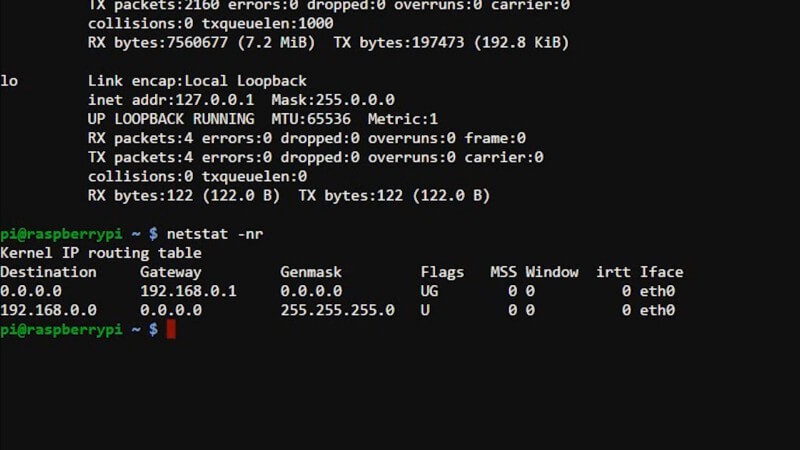 TX packets:2160 errors:0 dropped:0 overruns:0 carrier:0
collisions:0 txqueuelen:1000
RX bytes:7560677 (7.2 MiB)  TX bytes:197473 (192.8 KiB)
lo        Link encap:Local Loopback
inet addr:127.0.0.1  Mask:255.0.0.0
UP LOOPBACK RUNNING  MTU:65536  Metric:1
RX packets:4 errors:0 dropped:0 overruns:0 frame:0
TX packets:4 errors:0 dropped:0 overruns:0 carrier:0
collisions:0 txqueuelen:0
RX bytes:122 (122.0 B)  TX bytes:122 (122.0 B)
pi@raspberrypi ~ $ netstat -nr
Kernel IP routing table
Destination     Gateway         Genmask         Flags   MSS Window  irtt Iface
0.0.0.0         192.168.0.1     0.0.0.0         UG        0 0          0 eth0
192.168.0.0     0.0.0.0         255.255.255.0   U         0 0          0 eth0
pi@raspberrypi ~ $